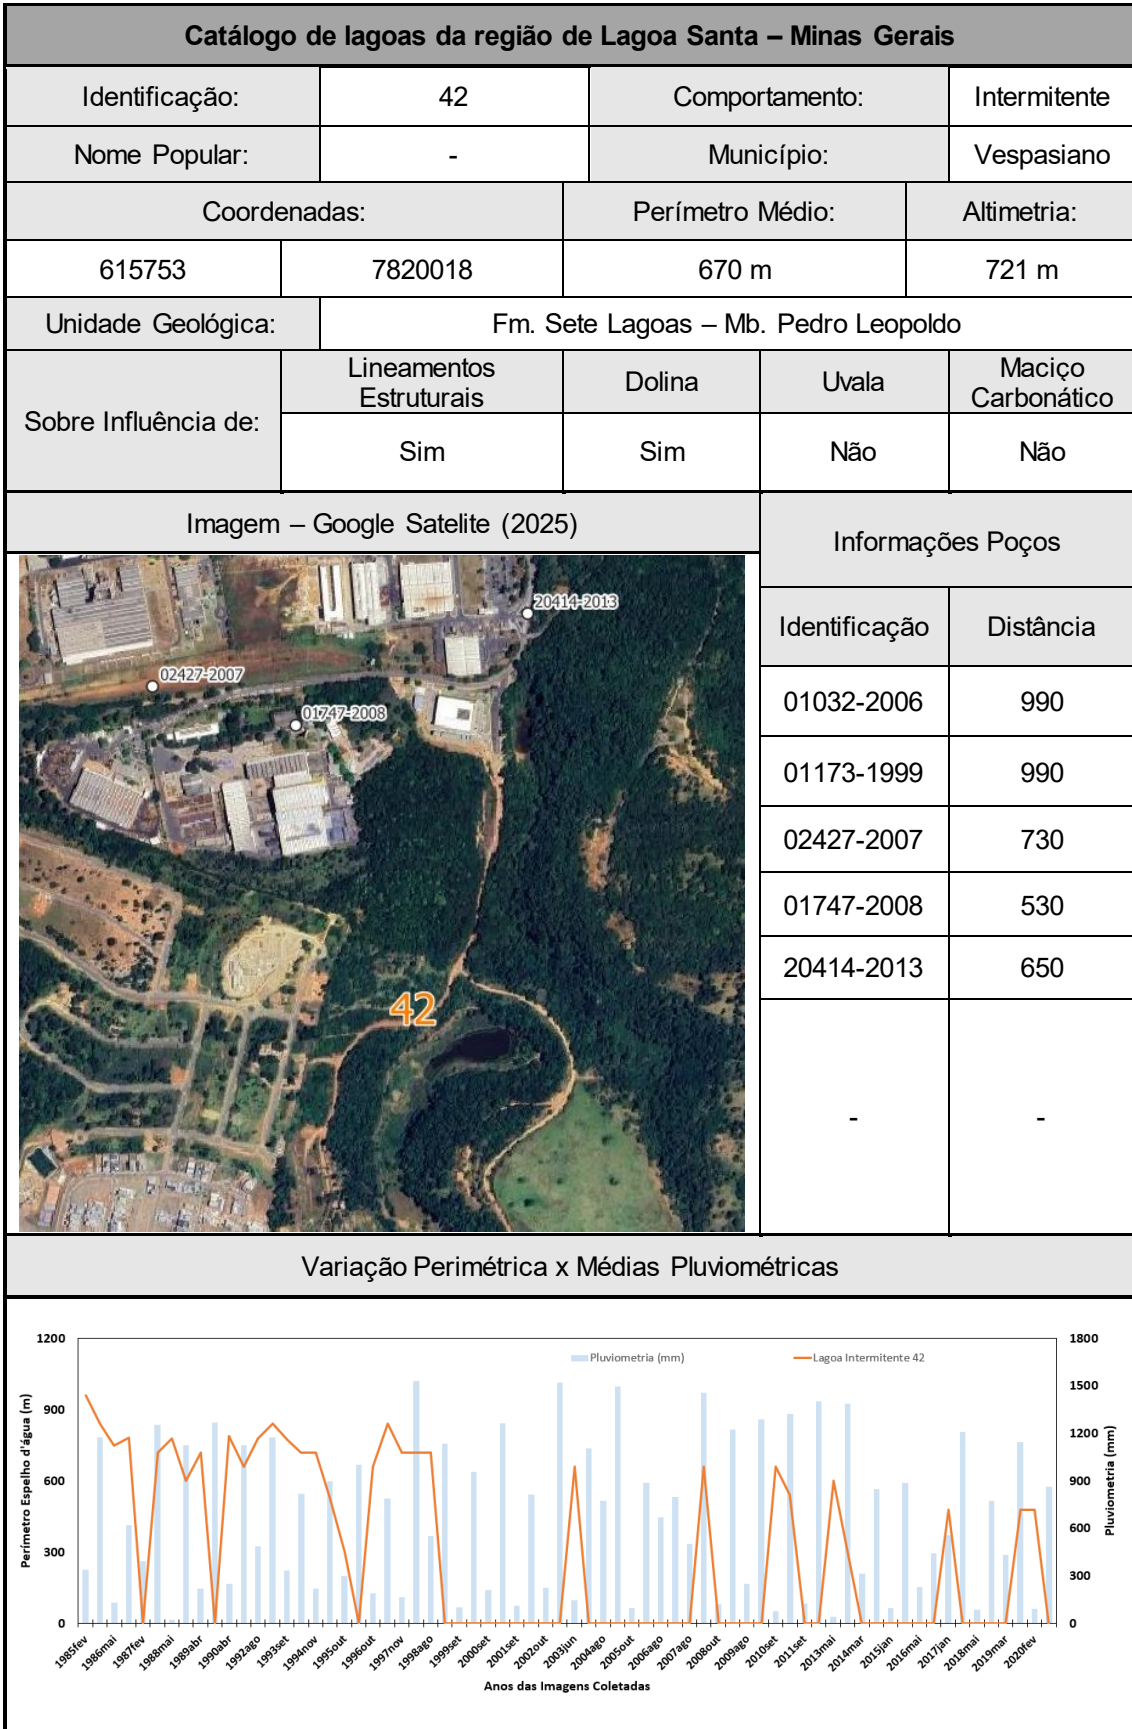 Catálogo de lagoas da região de Lagoa Santa – Minas Gerais
Identificação: 42 Comportamento: Intermitente
Nome Popular: - Município: Vespasiano
Coordenadas: Perímetro Médio: Altimetria:
615753 7820018 670 m 721 m
Unidade Geológica: Fm. Sete Lagoas – Mb. Pedro Leopoldo
Sobre Influência de:
Lineamentos Estruturais Dolina Uvala Maciço Carbonático
Sim Sim Não Não
Imagem – Google Satelite (2025)
Informações Poços
Identificação Distância
01032-2006 990
01173-1999 990
02427-2007 730
01747-2008 530
20414-2013 650
- -
20414-2013
02427-2007
01747-2008
42
Variação Perimétrica x Médias Pluviométricas
Pluviometria (mm) Lagoa Intermitente 42
Perímetro Espelho d'água (m)
1200
900
600
300
0
1800
1500
1200
900
600
300
0
Pluviometria (mm)
1985fev 1986mai 1987fev 1988mai 1989abr 1990abr 1992ago 1993set 1994nov 1995out 1996out 1997nov 1998ago 1999set 2000set 2001set 2002out 2003jun 2004ago 2005out 2006ago 2007ago 2008out 2009ago 2010set 2011set 2013mai 2014mar 2015jan 2016mai 2017jan 2018mai 2019mar 2020fev
Anos das Imagens Coletadas